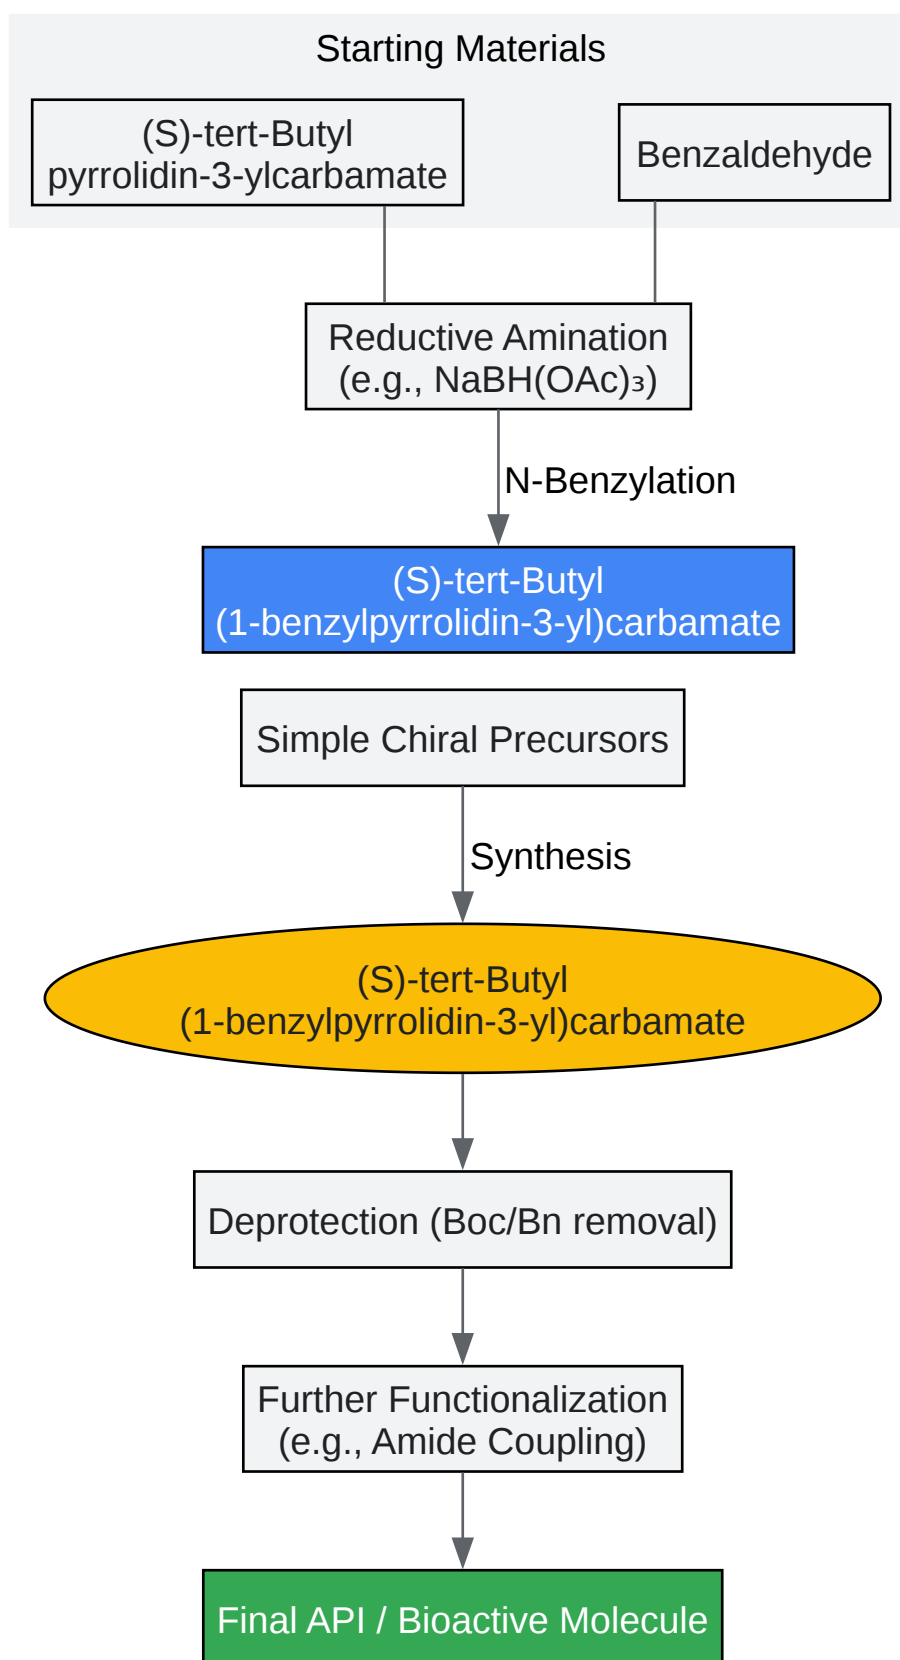 Starting Materials
(S)-tert-Butyl
pyrrolidin-3-ylcarbamate
Benzaldehyde
Reductive Amination
(e.g., NaBH(OAc)₃)
N-Benzylation
(S)-tert-Butyl
(1-benzylpyrrolidin-3-yl)carbamate
Simple Chiral Precursors
Synthesis
(S)-tert-Butyl
(1-benzylpyrrolidin-3-yl)carbamate
Deprotection (Boc/Bn removal)
Further Functionalization
(e.g., Amide Coupling)
Final API / Bioactive Molecule